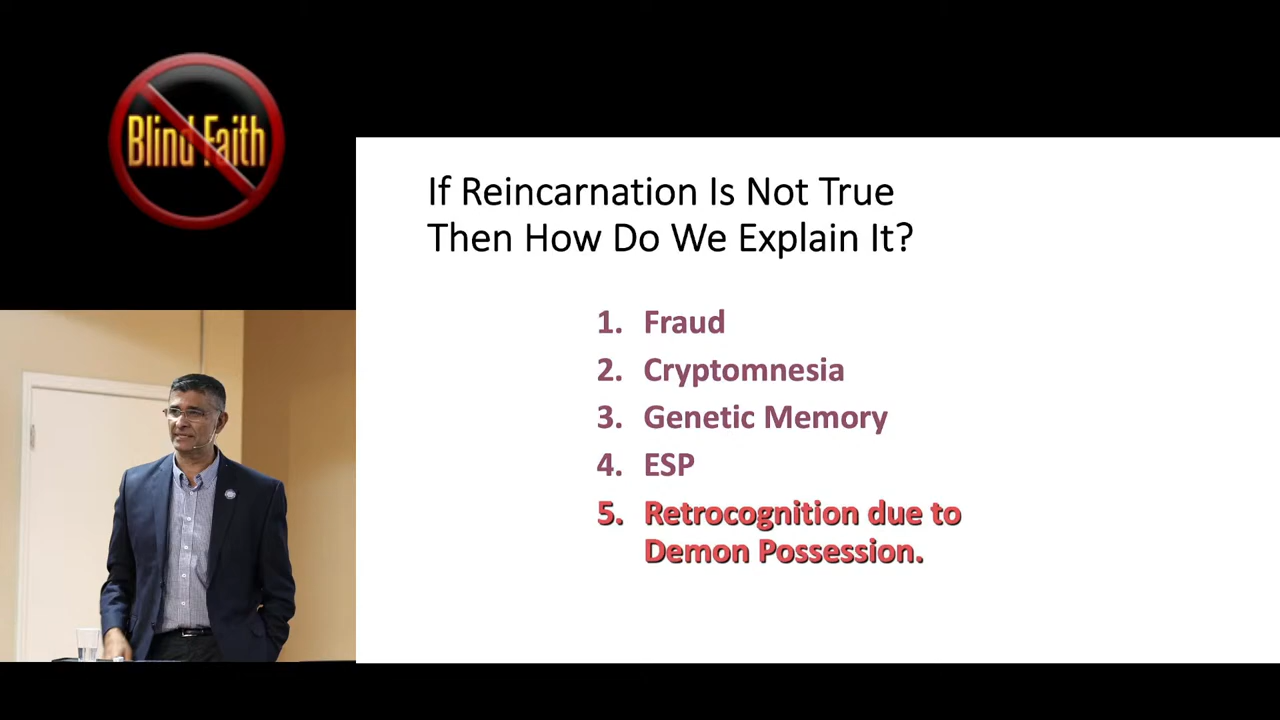 Blind Faith
If Reincarnation Is Not True
Then How Do We Explain It?
1. Fraud
2. Cryptomnesia
3. Genetic Memory
4. ESP
5. Retrocognition due to
Demon Possession.